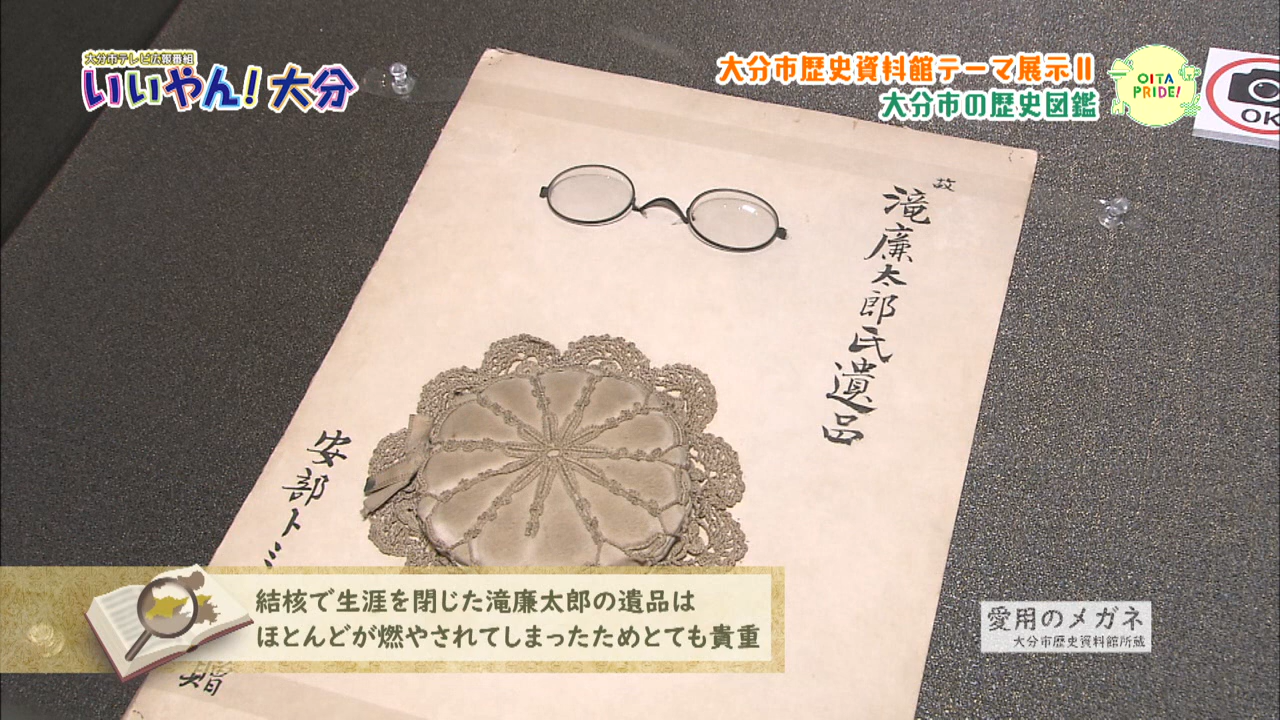 大分市テレビ広報番組
いいやん!大分
大分市歴史資料館テーマ展示Ⅱ
大分市の歴史図鑑
OITA
PRIDE!
OK
故
滝廉太郎氏遺品
安部トミ
贈
結核で生涯を閉じた滝廉太郎の遺品は
ほとんどが燃やされてしまったためとても貴重
愛用のメガネ
大分市歴史資料館所蔵